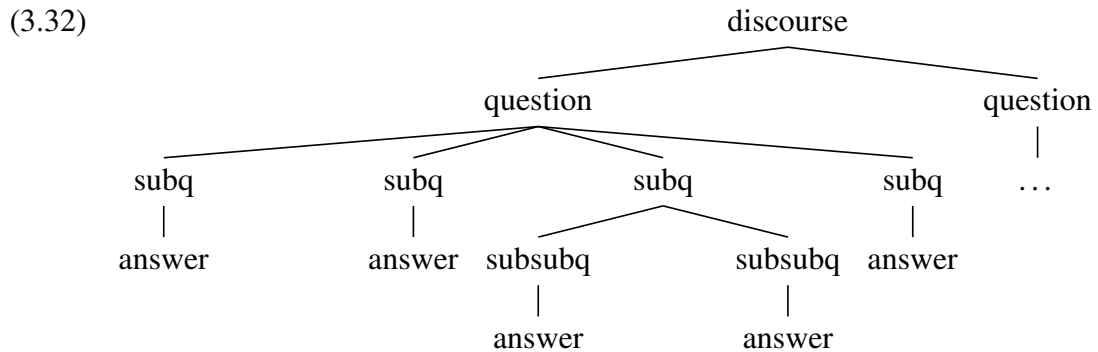 (3.32) discourse
question question
subq subq subq subq ...
answer answer subsubq subsubq answer
answer answer